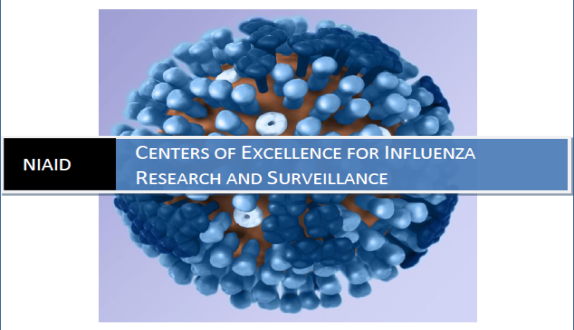 NIAID
CENTERS OF EXCELLENCE FOR INFLUENZA
RESEARCH AND SURVEILLANCE